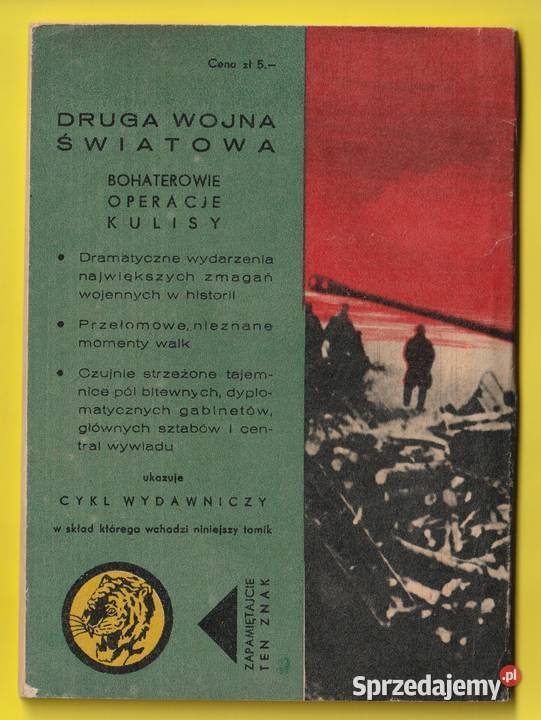 Cena zł 5.—
DRUGA WOJNA
ŚWIATOWA
BOHATEROWIE
OPERACJE
KULISY
• Dramatyczne wydarzenia
największych zmagań
wojennych w historii
• Przełomowe, nieznane
momenty walk
• Czujnie strzeżone tajem-
nice pól bitewnych, dyplo-
matycznych gabinetów,
głównych sztabów i cen-
tral wywiadu
ukazuje
CYKL WYDAWNICZY
w skład którego wchodzi niniejszy tomik
ZAPAMIĘTAJCIE
TEN ZNAK
Sprzedajemy.pl